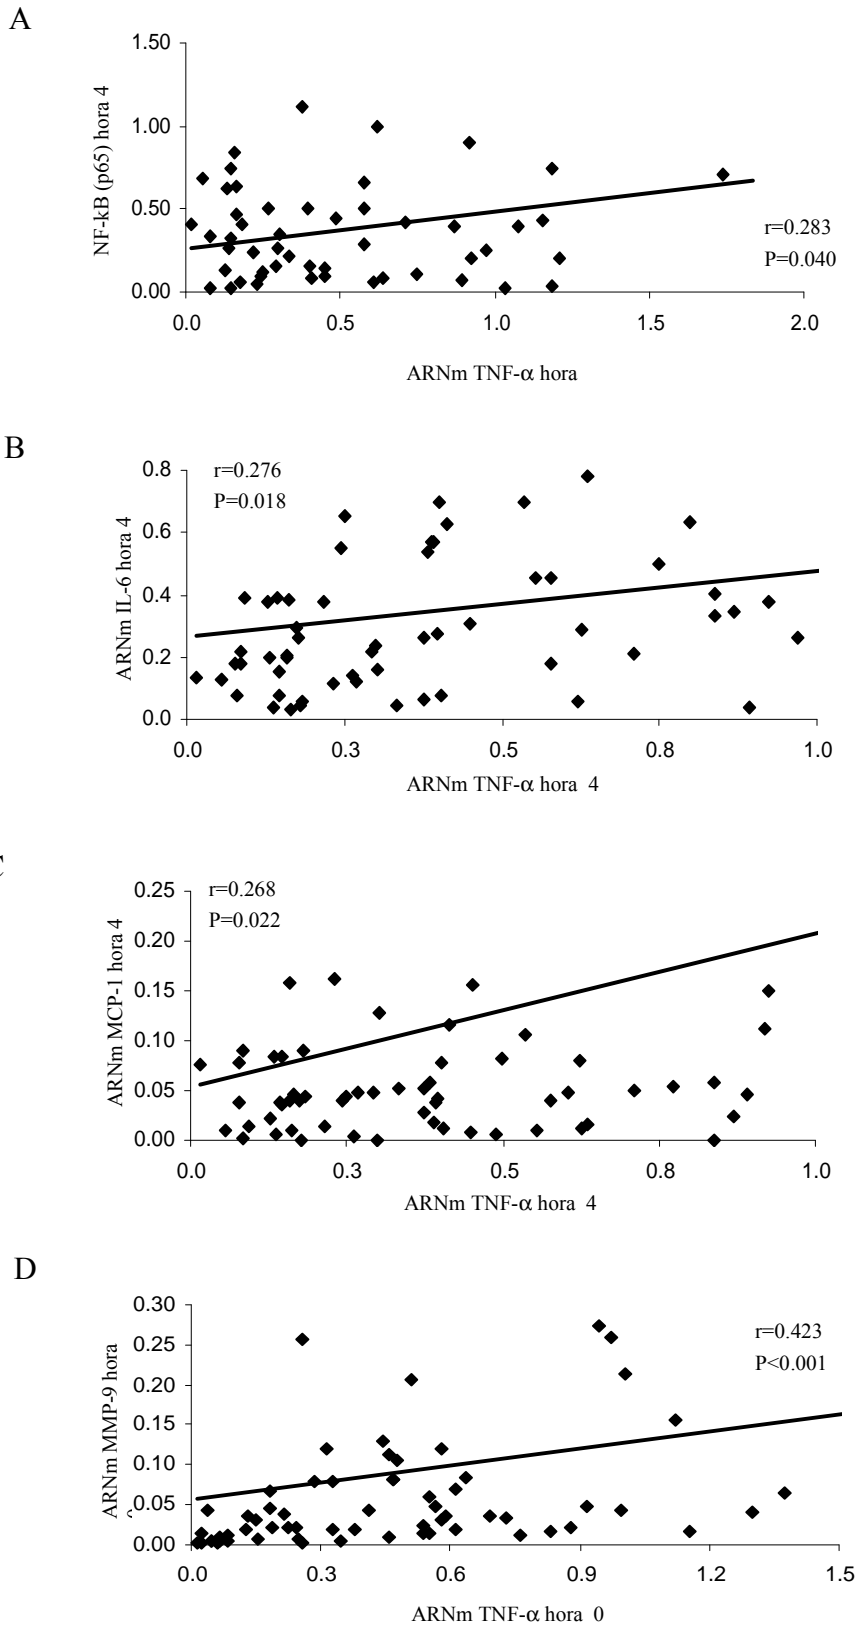 A
NF-kB (p65) hora 4
1.50
1.00
0.50
0.00
r=0.283
P=0.040
0.0 0.5 1.0 1.5 2.0
ARNm TNF-α hora
B
ARNm IL-6 hora 4
0.8
0.6
0.4
0.2
0.0
r=0.276
P=0.018
0.0 0.3 0.5 0.8 1.0
ARNm TNF-α hora 4
ARNm MCP-1 hora 4
0.25
0.20
0.15
0.10
0.05
0.00
r=0.268
P=0.022
0.0 0.3 0.5 0.8 1.0
ARNm TNF-α hora 4
D
ARNm MMP-9 hora
0.30
0.25
0.20
0.15
0.10
0.05
0.00
r=0.423
P<0.001
0.0 0.3 0.6 0.9 1.2 1.5
ARNm TNF-α hora 0